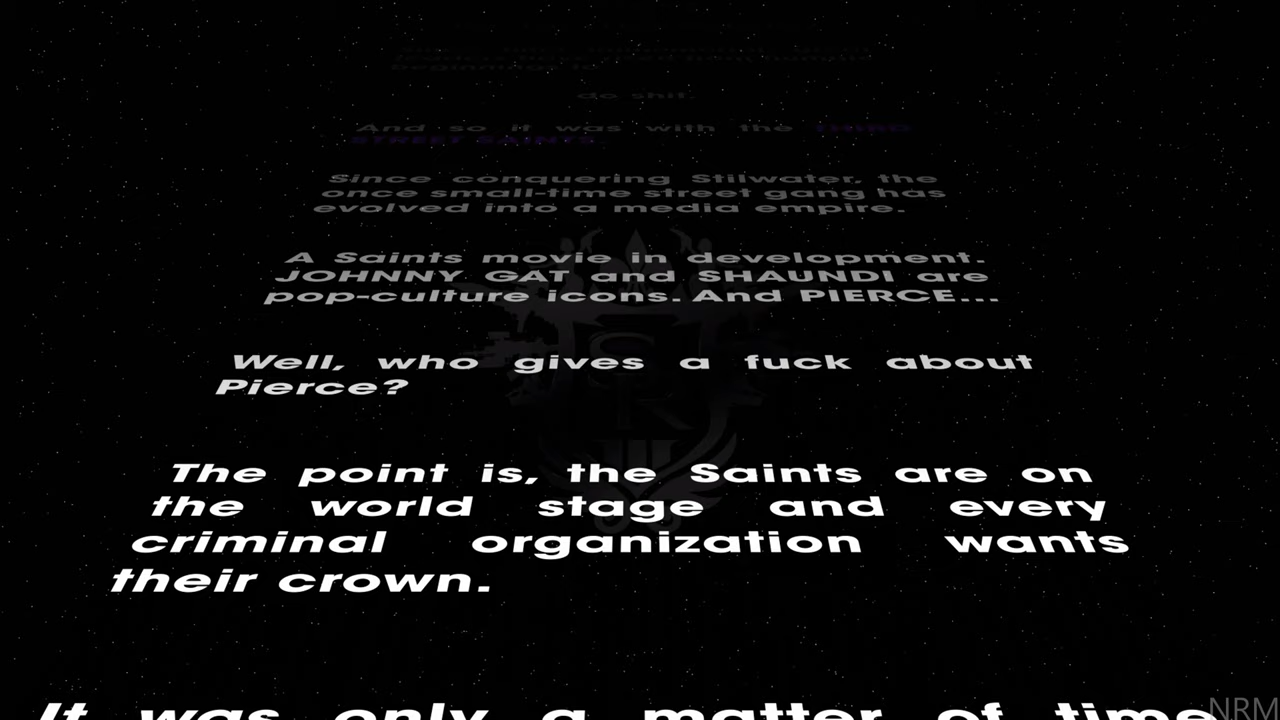 do shit.
And so it was with the THIRD
STREET SAINTS.
Since conquering Stilwater, the
once small-time street gang has
evolved into a media empire.
A Saints movie in development.
JOHNNY GAT and SHAUNDI are
pop-culture icons. And PIERCE...
Well, who gives a fuck about
Pierce?
The point is, the Saints are on
the world stage and every
criminal organization wants
their crown.
It was only a matter of time
NRM